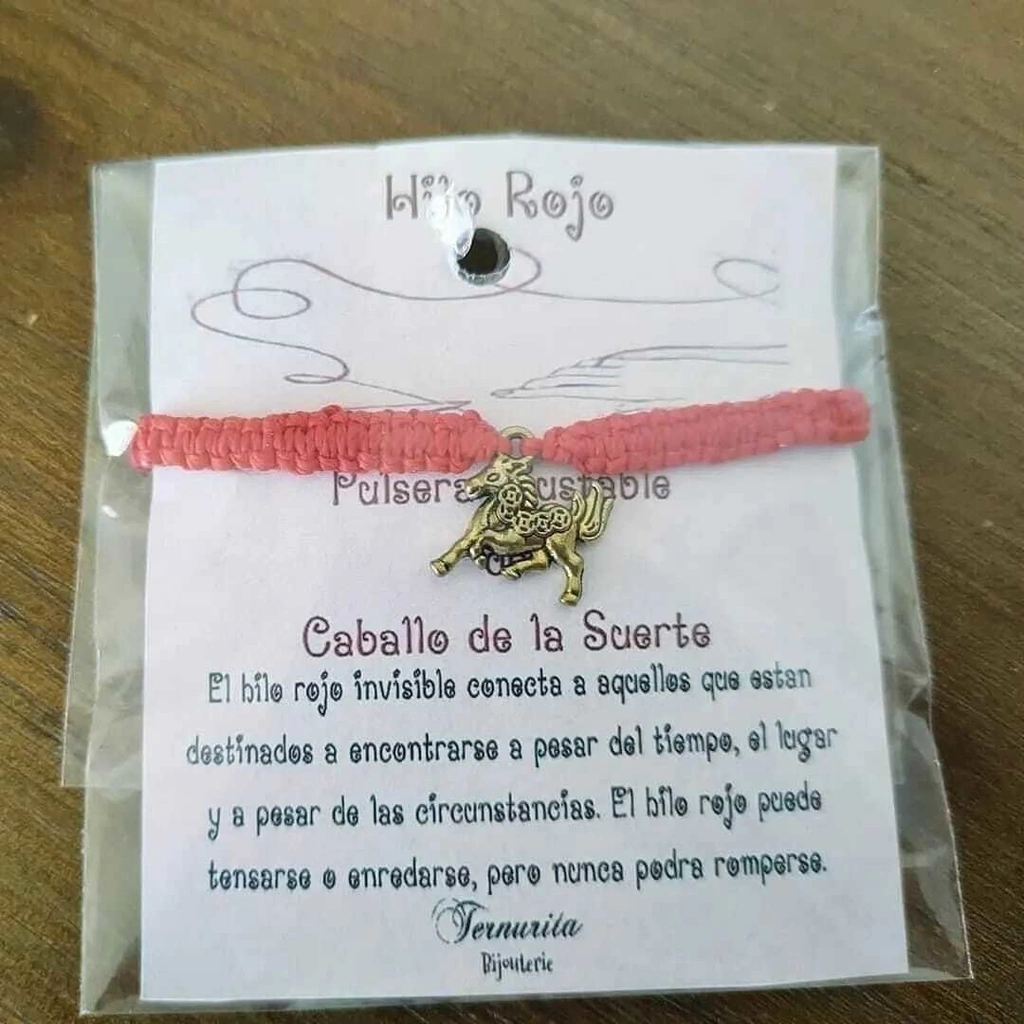 Hilo Rojo
Pulsera Ajustable
Caballo de la Suerte
El hilo rojo invisible conecta a aquellos que estan
destinados a encontrarse a pesar del tiempo, el lugar
y a pesar de las circunstancias. El hilo rojo puede
tensarse o enredarse, pero nunca podra romperse.
Ternurita
Bijouterie